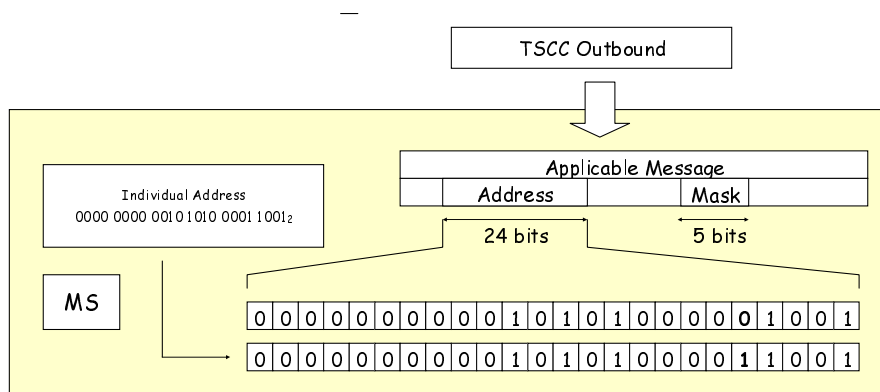 TSCC Outbound
Applicable Message
Address Mask
24 bits 5 bits
Individual Address
0000 0000 0010 1010 0001 1001₂
MS
0 0 0 0 0 0 0 0 0 0 1 0 1 0 1 0 0 0 0 0 1 0 0 1
0 0 0 0 0 0 0 0 0 0 1 0 1 0 1 0 0 0 0 1 1 0 0 1